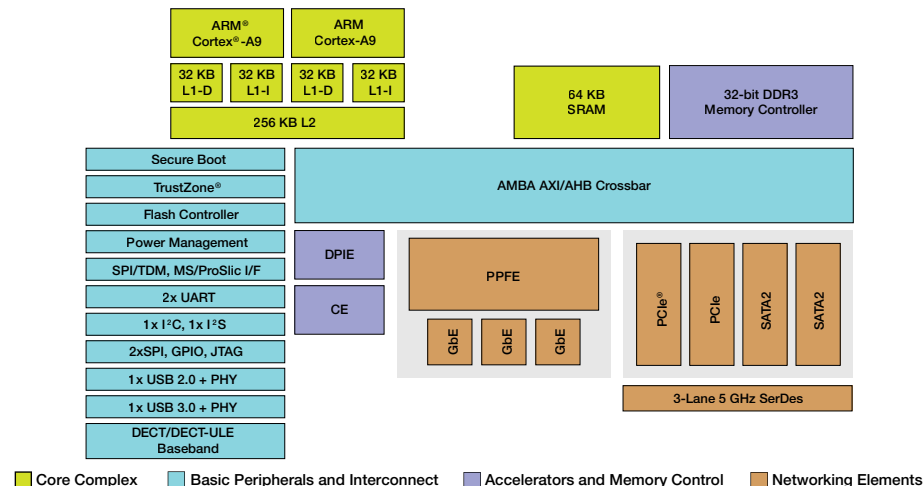 ARM®
Cortex®-A9
ARM
Cortex-A9
32 KB
L1-D
32 KB
L1-I
32 KB
L1-D
32 KB
L1-I
256 KB L2
64 KB
SRAM
32-bit DDR3
Memory Controller
Secure Boot
TrustZone®
Flash Controller
Power Management
SPI/TDM, MS/ProSlic I/F
2x UART
1x I²C, 1x I²S
2xSPI, GPIO, JTAG
1x USB 2.0 + PHY
1x USB 3.0 + PHY
DECT/DECT-ULE
Baseband
AMBA AXI/AHB Crossbar
DPIE
CE
PPFE
GbE
GbE
GbE
PCIe®
PCIe
SATA2
SATA2
3-Lane 5 GHz SerDes
Core Complex
Basic Peripherals and Interconnect
Accelerators and Memory Control
Networking Elements